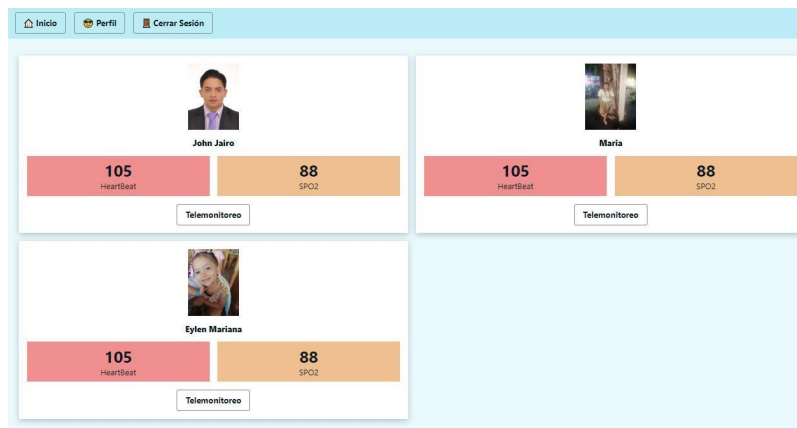 Inicio Perfil Cerrar Sesión
John Jairo
105 88
HeartBeat SPO2
Telemonitoreo
Maria
105 88
HeartBeat SPO2
Telemonitoreo
Eylen Mariana
105 88
HeartBeat SPO2
Telemonitoreo